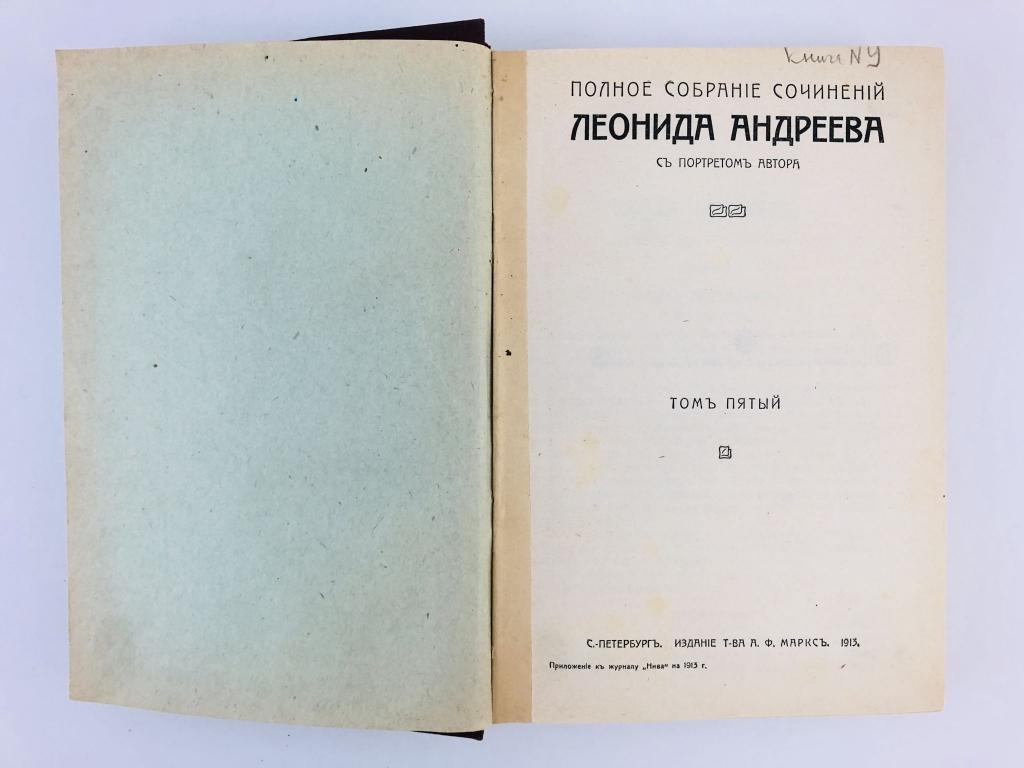 Книга N
ПОЛНОЕ СОБРАНІЕ СОЧИНЕНІЙ
ЛЕОНИДА АНДРЕЕВА
СЪ ПОРТРЕТОМЪ АВТОРА
ТОМЪ ПЯТЫЙ
С.-ПЕТЕРБУРГЪ. ИЗДАНІЕ Т-ВА А. Ф. МАРКСЪ. 1913.
Приложеніе къ журналу „Нива" на 1913 г.